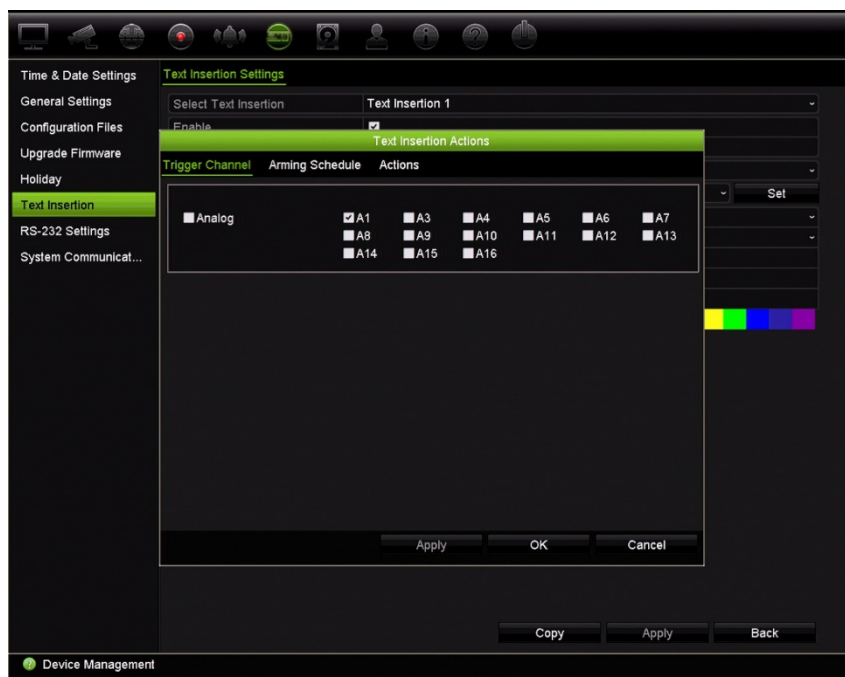 Time & Date Settings
General Settings
Configuration Files
Upgrade Firmware
Holiday
Text Insertion
RS-232 Settings
System Communicat...
Text Insertion Settings
Select Text Insertion Text Insertion 1
Enable
Set
Text Insertion Actions
Trigger Channel Arming Schedule Actions
Analog A1 A3 A4 A5 A6 A7
A8 A9 A10 A11 A12 A13
A14 A15 A16
Apply OK Cancel
Copy Apply Back
Device Management